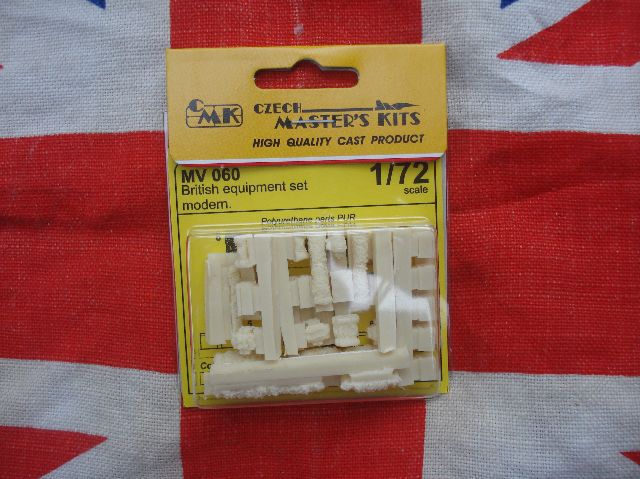 CMK
CZECH
MASTER'S KITS
HIGH QUALITY CAST PRODUCT
MV 060
1/72
British equipment set
scale
modern.
Polyurethane parts PUR